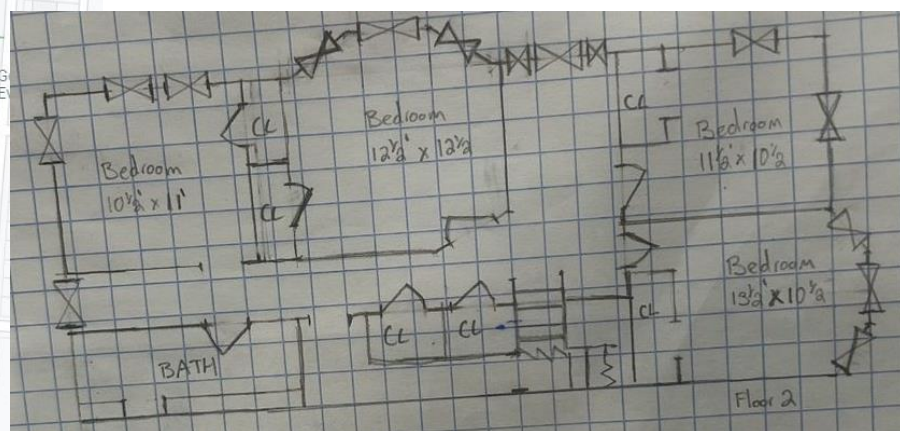 CL
Bedroom
12½' x 12½
CL
Bedroom
11½' x 10½
Bedroom
10½' x 11'
CL
Bedroom
13½' x 10½
CL
CL
CL
BATH
Floor 2